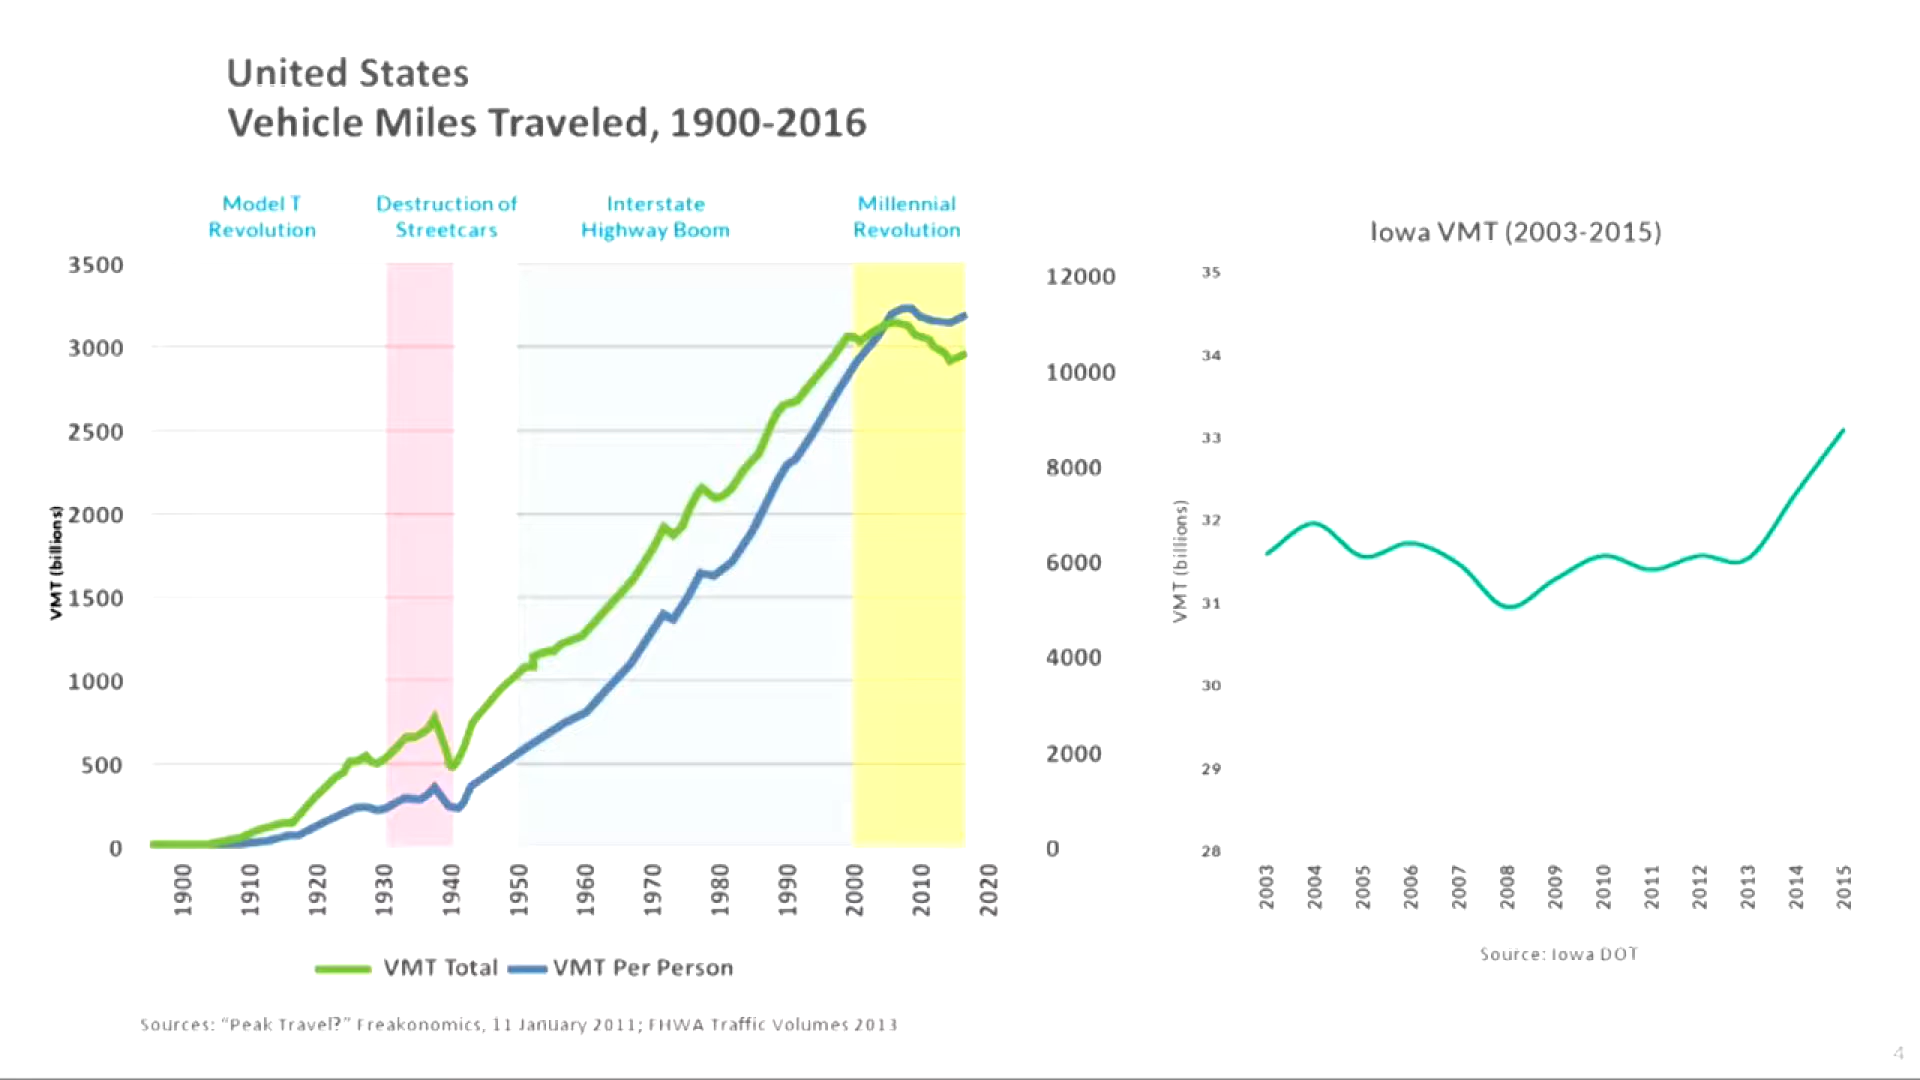 United States
Vehicle Miles Traveled, 1900-2016
Model T
Revolution
Destruction of
Streetcars
Interstate
Highway Boom
Millennial
Revolution
3500
3000
2500
2000
1500
1000
500
0
VMT (billions)
12000
10000
8000
6000
4000
2000
0
1900
1910
1920
1930
1940
1950
1960
1970
1980
1990
2000
2010
2020
VMT Total
VMT Per Person
Sources: “Peak Travel?” Freakonomics, 11 January 2011; FHWA Traffic Volumes 2013
Iowa VMT (2003-2015)
35
34
33
32
31
30
29
28
VMT (billions)
2003
2004
2005
2006
2007
2008
2009
2010
2011
2012
2013
2014
2015
Source: Iowa DOT
4